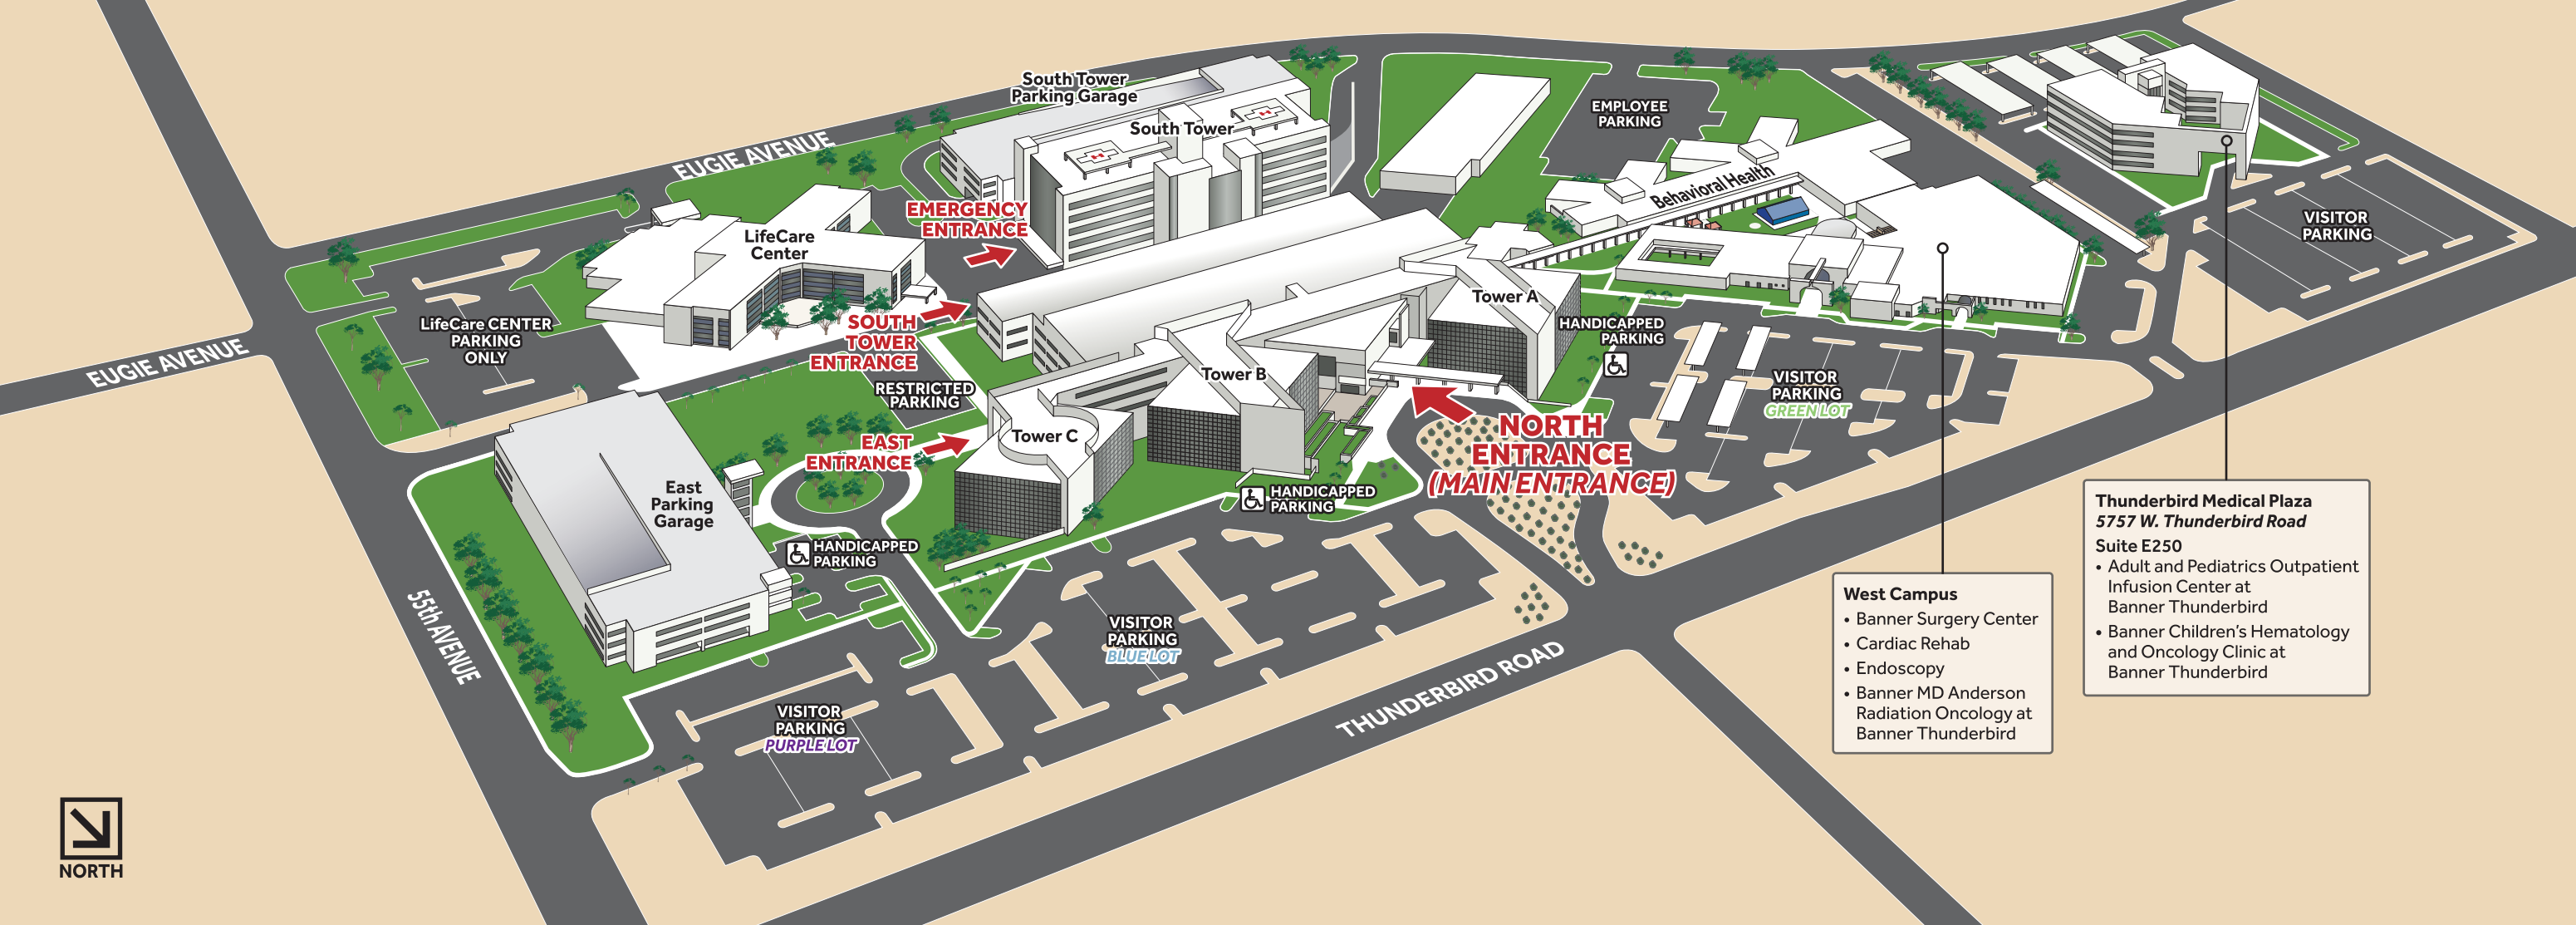 South Tower
Parking Garage
South Tower
EUGIE AVENUE
EMPLOYEE
PARKING
Behavioral Health
VISITOR
PARKING
EMERGENCY
ENTRANCE
LifeCare
Center
LifeCare CENTER
PARKING
ONLY
SOUTH
TOWER
ENTRANCE
Tower A
HANDICAPPED
PARKING
EUGIE AVENUE
RESTRICTED
PARKING
Tower B
VISITOR
PARKING
GREEN LOT
EAST
ENTRANCE
Tower C
NORTH
ENTRANCE
(MAIN ENTRANCE)
East
Parking
Garage
HANDICAPPED
PARKING
HANDICAPPED
PARKING
55th AVENUE
VISITOR
PARKING
BLUE LOT
THUNDERBIRD ROAD
VISITOR
PARKING
PURPLE LOT
West Campus
• Banner Surgery Center
• Cardiac Rehab
• Endoscopy
• Banner MD Anderson
Radiation Oncology at
Banner Thunderbird
Thunderbird Medical Plaza
5757 W. Thunderbird Road
Suite E250
• Adult and Pediatrics Outpatient
Infusion Center at
Banner Thunderbird
• Banner Children's Hematology
and Oncology Clinic at
Banner Thunderbird
NORTH